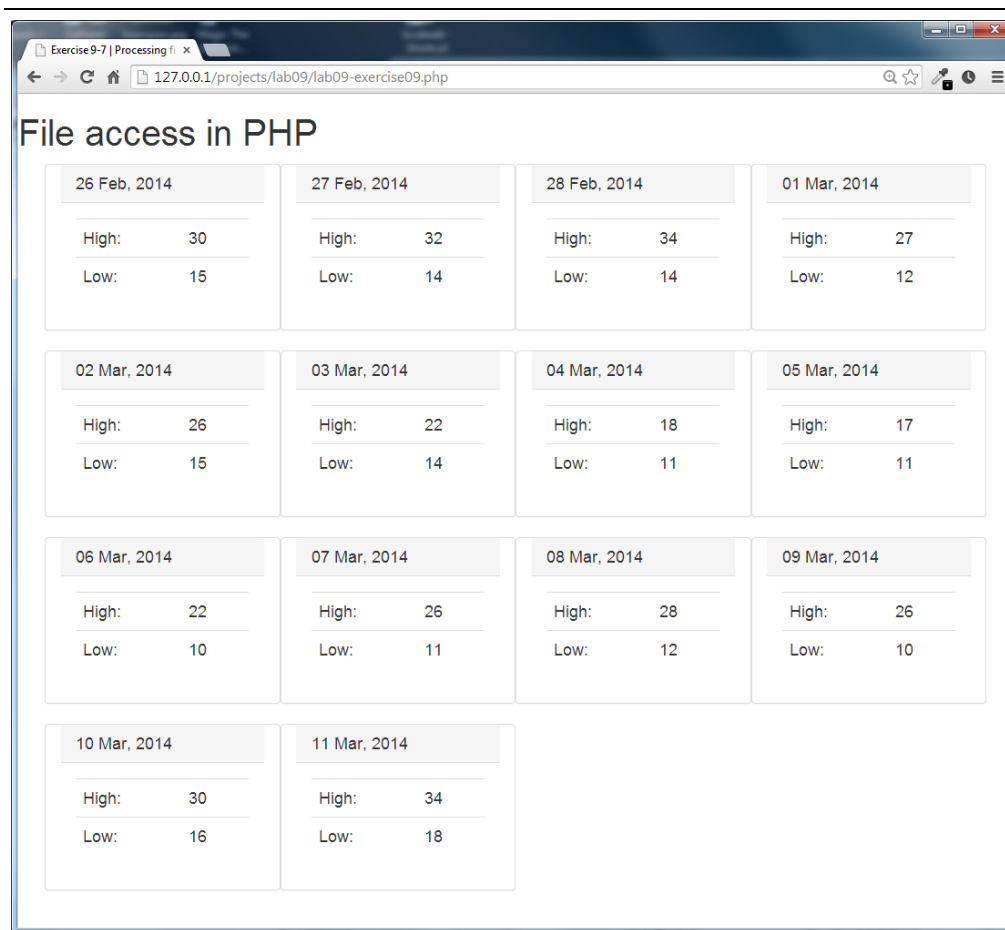 Exercise 9-7 | Processing fi
127.0.0.1/projects/lab09/lab09-exercise09.php
File access in PHP
26 Feb, 2014 27 Feb, 2014 28 Feb, 2014 01 Mar, 2014
High: 30 High: 32 High: 34 High: 27
Low: 15 Low: 14 Low: 14 Low: 12
02 Mar, 2014 03 Mar, 2014 04 Mar, 2014 05 Mar, 2014
High: 26 High: 22 High: 18 High: 17
Low: 15 Low: 14 Low: 11 Low: 11
06 Mar, 2014 07 Mar, 2014 08 Mar, 2014 09 Mar, 2014
High: 22 High: 26 High: 28 High: 26
Low: 10 Low: 11 Low: 12 Low: 10
10 Mar, 2014 11 Mar, 2014
High: 30 High: 34
Low: 16 Low: 18